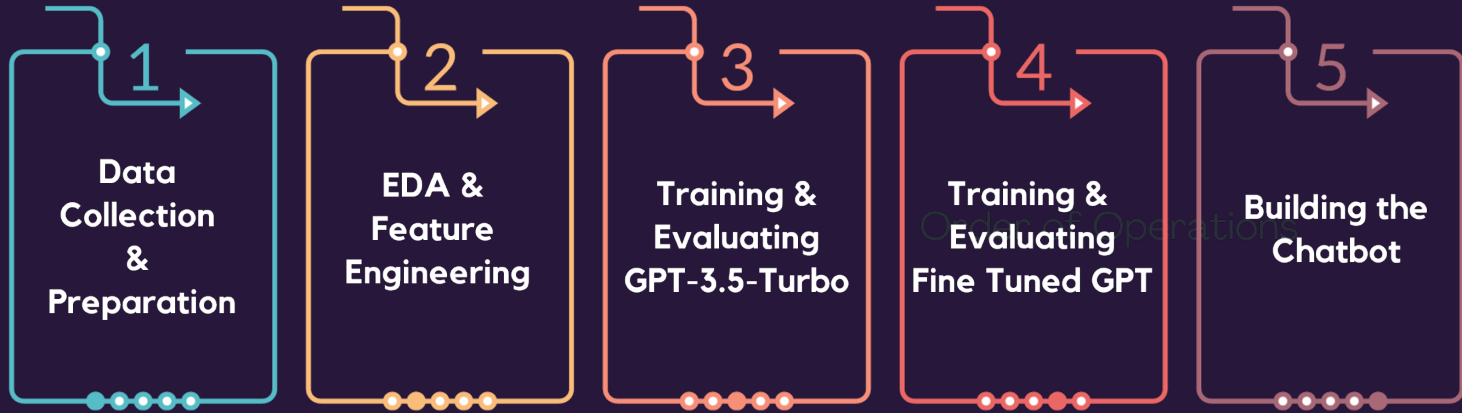 1
Data
Collection
&
Preparation
2
EDA &
Feature
Engineering
3
Training &
Evaluating
GPT-3.5-Turbo
4
Training &
Evaluating
Fine Tuned GPT
Order of Operations
5
Building the
Chatbot